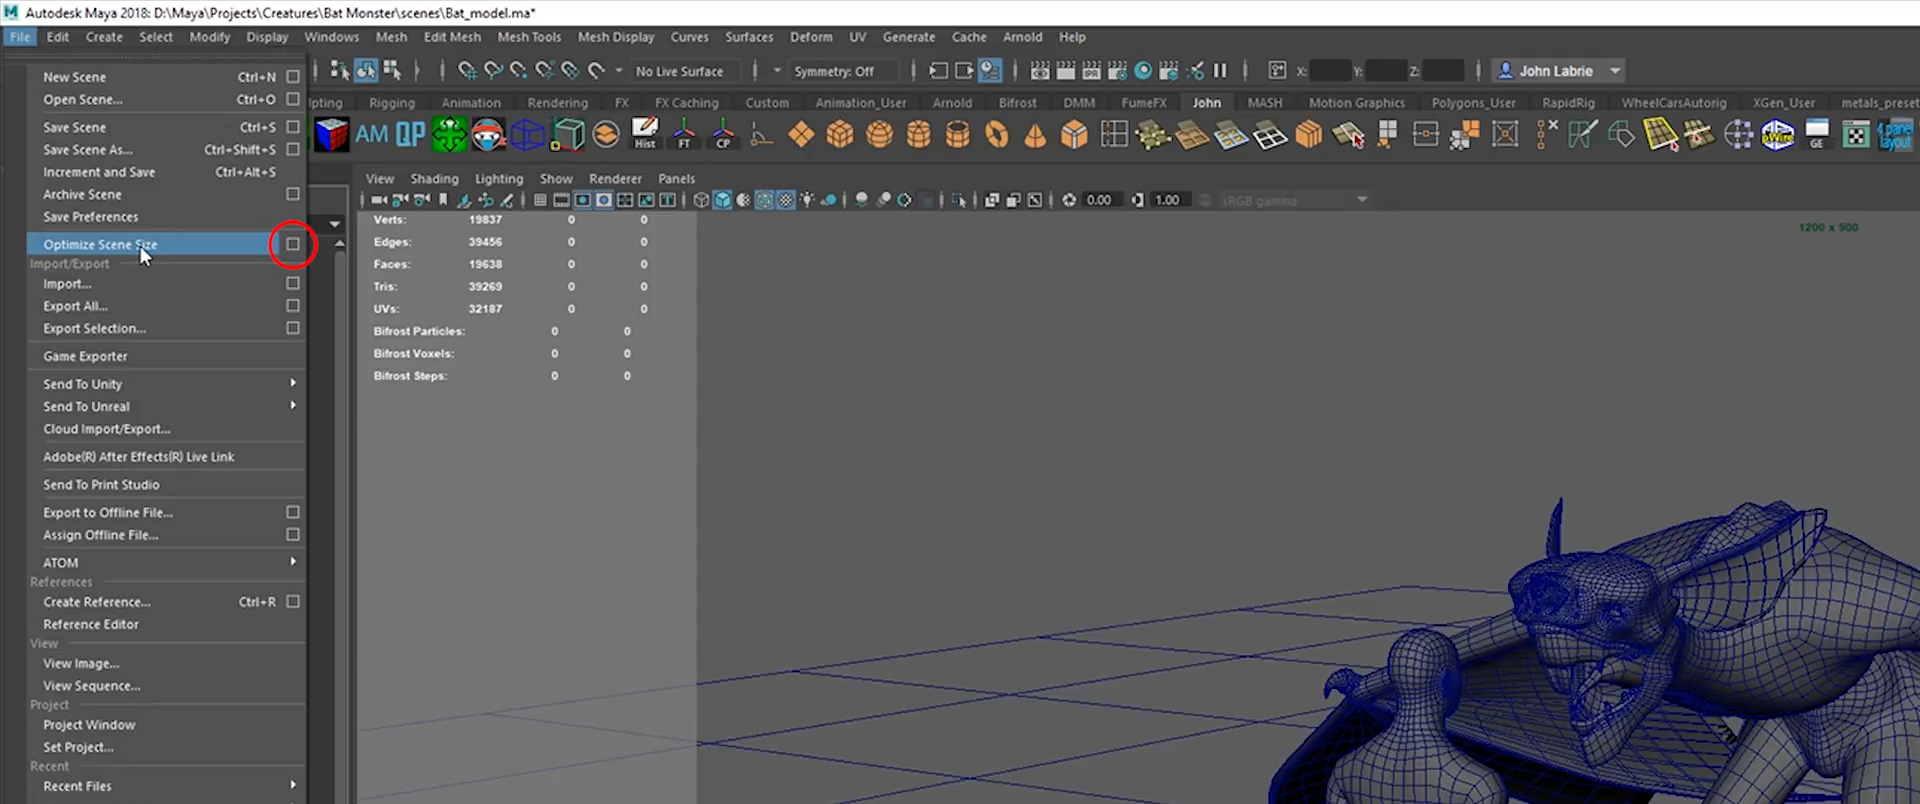 Autodesk Maya 2018: D:\Maya\Projects\Creatures\Bat Monster\scenes\Bat_model.ma*
File Edit Create Select Modify Display Windows Mesh Edit Mesh Mesh Tools Mesh Display Curves Surfaces Deform UV Generate Cache Arnold Help
No Live Surface Symmetry: Off IPR X: Y: Z: John Labrie
lpting Rigging Animation Rendering FX FX Caching Custom Animation_User Arnold Bifrost DMM FumeFX John MASH Motion Graphics Polygons_User RapidRig WheelCarsAutorig XGen_User metals_preset
AM QP Hist FT CP pWire GE 4 panel layout
View Shading Lighting Show Renderer Panels
0.00 1.00 sRGB gamma
New Scene Ctrl+N
Open Scene... Ctrl+O
Save Scene Ctrl+S
Save Scene As... Ctrl+Shift+S
Increment and Save Ctrl+Alt+S
Archive Scene
Save Preferences
Optimize Scene Size
Import/Export
Import...
Export All...
Export Selection...
Game Exporter
Send To Unity
Send To Unreal
Cloud Import/Export...
Adobe(R) After Effects(R) Live Link
Send To Print Studio
Export to Offline File...
Assign Offline File...
ATOM
References
Create Reference... Ctrl+R
Reference Editor
View
View Image...
View Sequence...
Project
Project Window
Set Project...
Recent
Recent Files
Verts: 19837 0 0
Edges: 39456 0 0
Faces: 19638 0 0
Tris: 39269 0 0
UVs: 32187 0 0
Bifrost Particles: 0 0
Bifrost Voxels: 0 0
Bifrost Steps: 0 0
1200 x 900